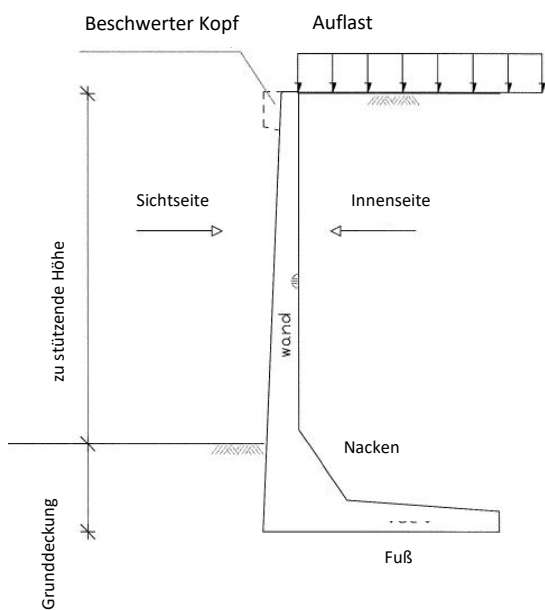 Beschwerter Kopf
Auflast
Sichtseite
Innenseite
zu stützende Höhe
wand
Nacken
Grunddeckung
Fuß